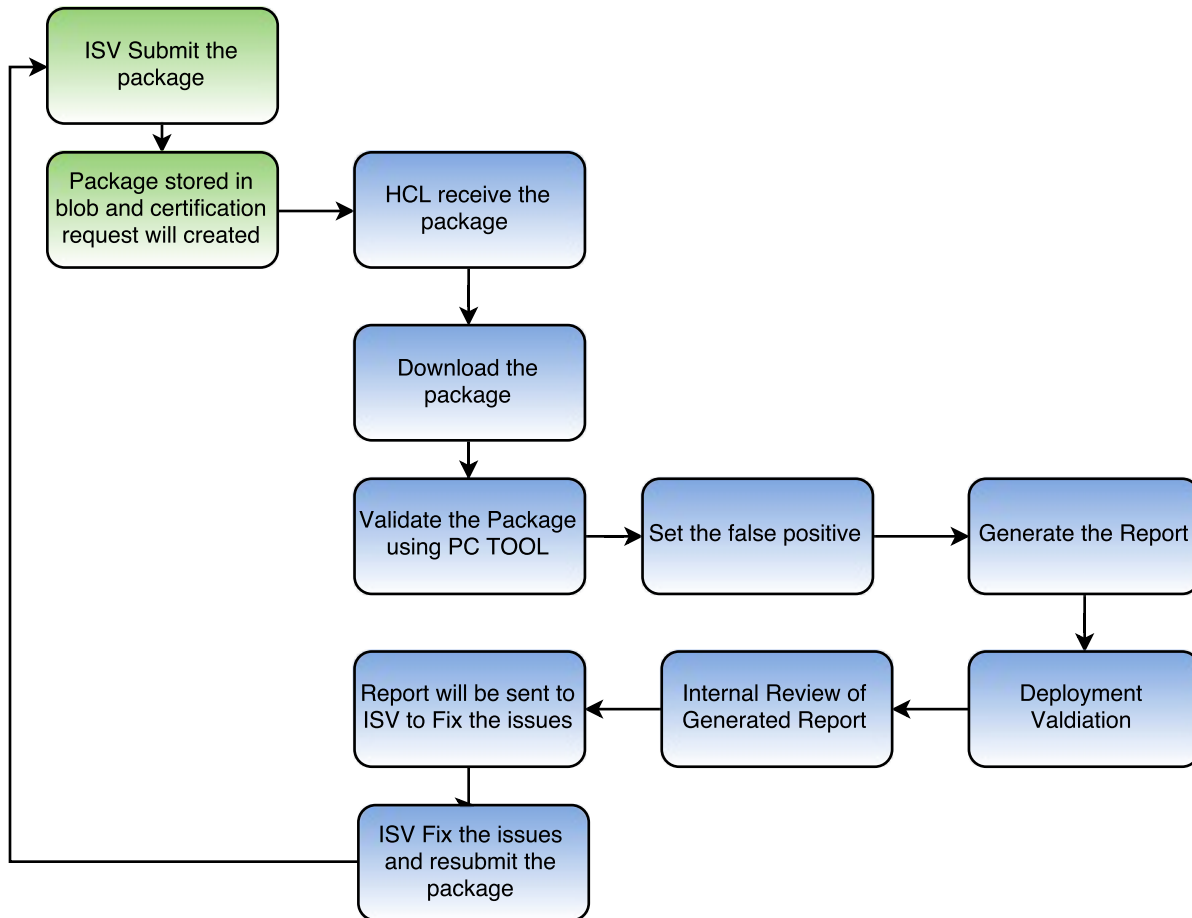 ISV Submit the
package
Package stored in
blob and certification
request will created
HCL receive the
package
Download the
package
Validate the Package
using PC TOOL
Set the false positive
Generate the Report
Deployment
Valdiation
Internal Review of
Generated Report
Report will be sent to
ISV to Fix the issues
ISV Fix the issues
and resubmit the
package